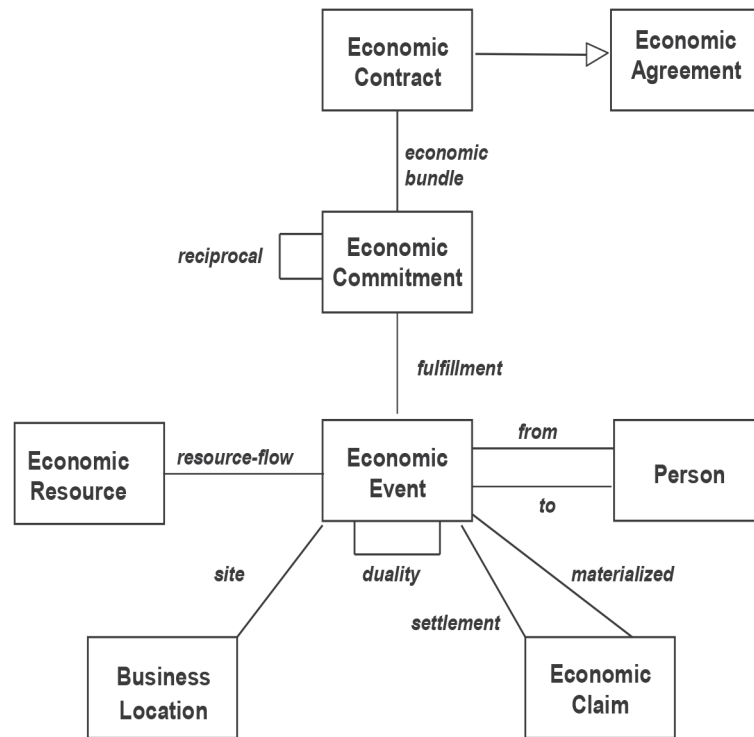 Economic
Contract
Economic
Agreement
economic
bundle
reciprocal
Economic
Commitment
fulfillment
Economic
Resource
resource-flow
Economic
Event
from
to
Person
duality
site
settlement
materialized
Business
Location
Economic
Claim